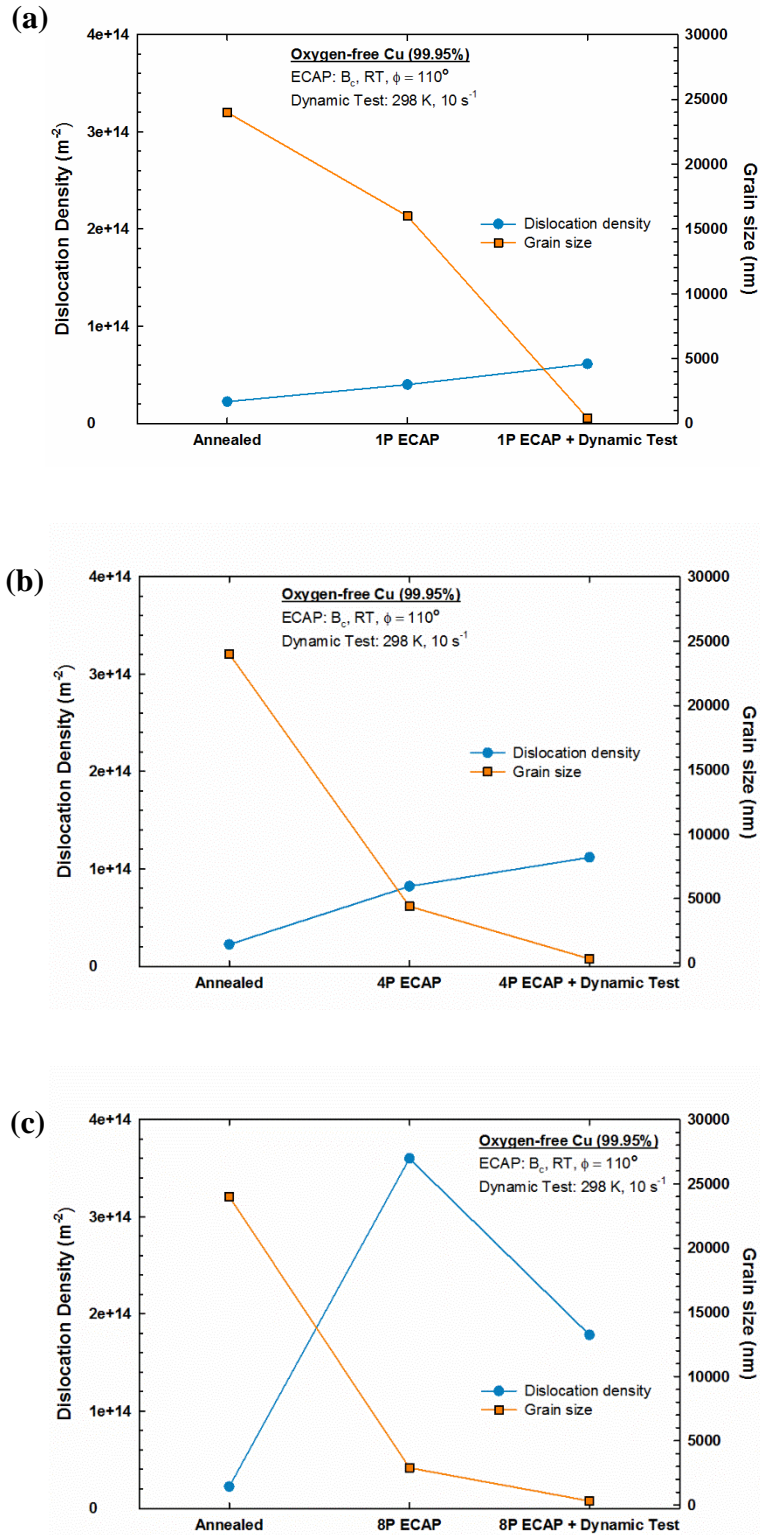 (a)
Oxygen-free Cu (99.95%)
ECAP: Bc, RT, ϕ = 110°
Dynamic Test: 298 K, 10 s⁻¹
Dislocation Density (m⁻²)
4e+14
3e+14
2e+14
1e+14
0
Grain size (nm)
30000
25000
20000
15000
10000
5000
0
Dislocation density
Grain size
Annealed
1P ECAP
1P ECAP + Dynamic Test
(b)
Oxygen-free Cu (99.95%)
ECAP: Bc, RT, ϕ = 110°
Dynamic Test: 298 K, 10 s⁻¹
Dislocation Density (m⁻²)
4e+14
3e+14
2e+14
1e+14
0
Grain size (nm)
30000
25000
20000
15000
10000
5000
0
Dislocation density
Grain size
Annealed
4P ECAP
4P ECAP + Dynamic Test
(c)
Oxygen-free Cu (99.95%)
ECAP: Bc, RT, ϕ = 110°
Dynamic Test: 298 K, 10 s⁻¹
Dislocation Density (m⁻²)
4e+14
3e+14
2e+14
1e+14
0
Grain size (nm)
30000
25000
20000
15000
10000
5000
0
Dislocation density
Grain size
Annealed
8P ECAP
8P ECAP + Dynamic Test